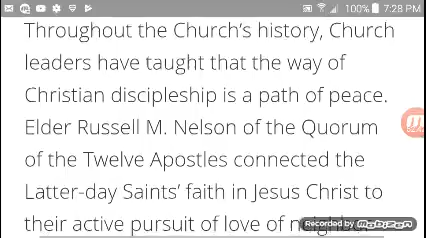 100% 7:28 PM
Throughout the Church's history, Church
leaders have taught that the way of
Christian discipleship is a path of peace.
Elder Russell M. Nelson of the Quorum
of the Twelve Apostles connected the
Latter-day Saints' faith in Jesus Christ to
their active pursuit of love of
Recorded by Mobizen